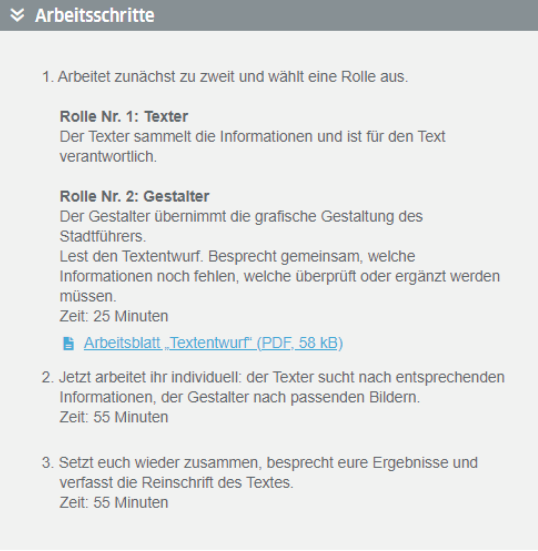 Arbeitsschritte
1. Arbeitet zunächst zu zweit und wählt eine Rolle aus.
Rolle Nr. 1: Texter
Der Texter sammelt die Informationen und ist für den Text
verantwortlich.
Rolle Nr. 2: Gestalter
Der Gestalter übernimmt die grafische Gestaltung des
Stadtführers.
Lest den Textentwurf. Besprecht gemeinsam, welche
Informationen noch fehlen, welche überprüft oder ergänzt werden
müssen.
Zeit: 25 Minuten
Arbeitsblatt „Textentwurf“ (PDF, 58 kB)
2. Jetzt arbeitet ihr individuell: der Texter sucht nach entsprechenden
Informationen, der Gestalter nach passenden Bildern.
Zeit: 55 Minuten
3. Setzt euch wieder zusammen, besprecht eure Ergebnisse und
verfasst die Reinschrift des Textes.
Zeit: 55 Minuten